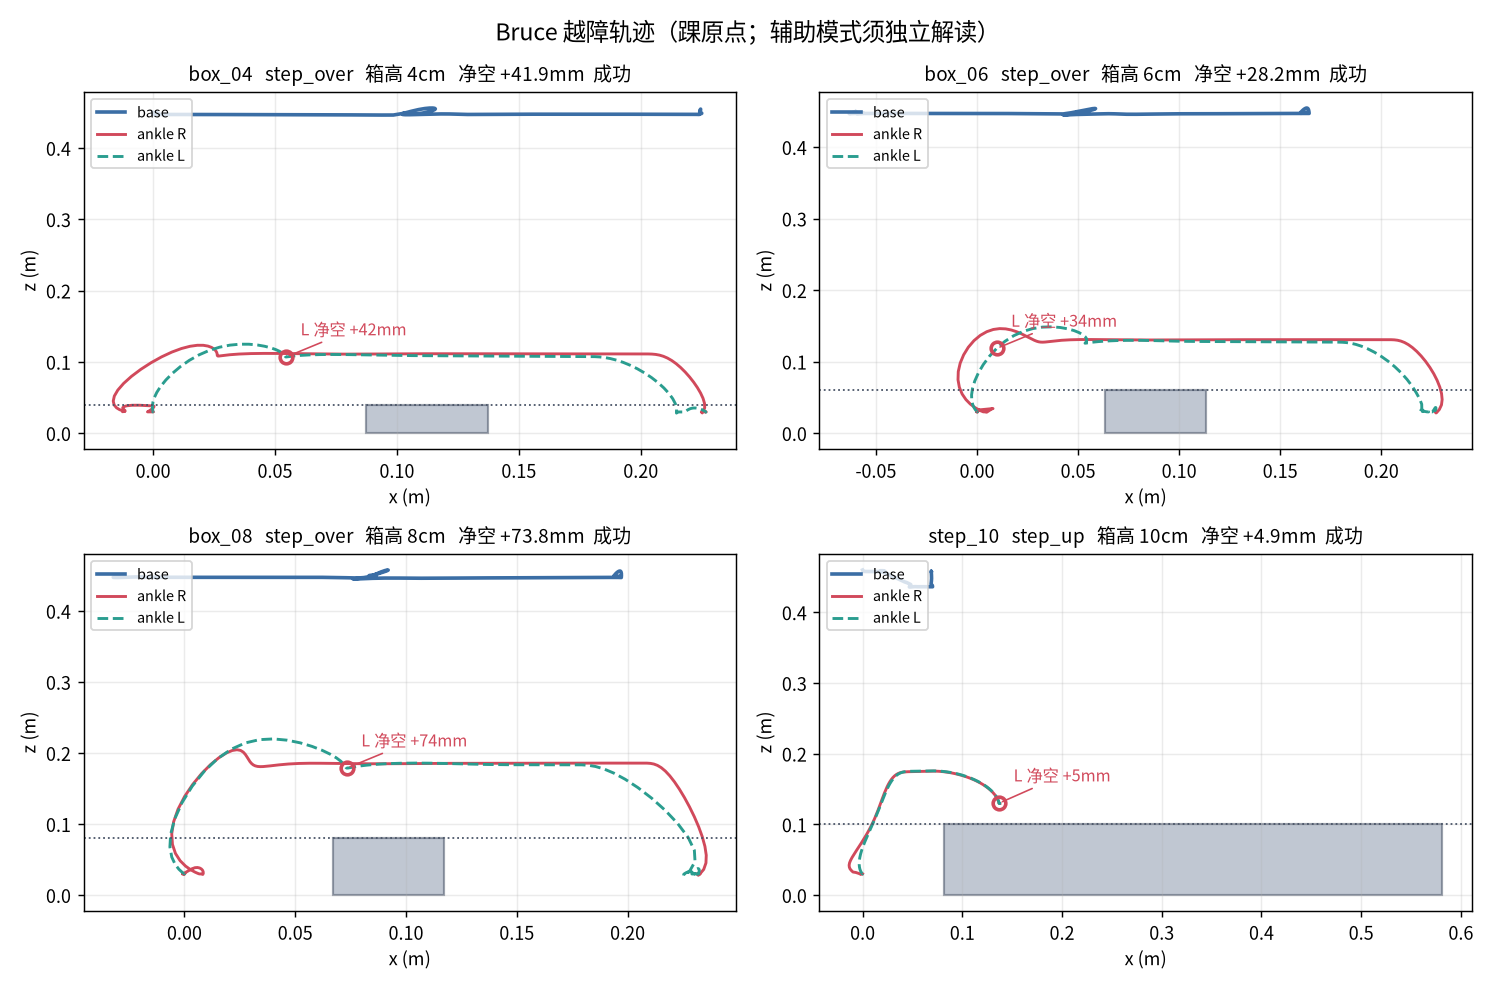 Bruce 越障轨迹（踝原点；辅助模式须独立解读）
box_04 step_over 箱高 4cm 净空 +41.9mm 成功
base
ankle R
ankle L
L 净空 +42mm
z (m)
0.4
0.3
0.2
0.1
0.0
0.00 0.05 0.10 0.15 0.20
x (m)
box_06 step_over 箱高 6cm 净空 +28.2mm 成功
base
ankle R
ankle L
L 净空 +34mm
z (m)
0.4
0.3
0.2
0.1
0.0
-0.05 0.00 0.05 0.10 0.15 0.20
x (m)
box_08 step_over 箱高 8cm 净空 +73.8mm 成功
base
ankle R
ankle L
L 净空 +74mm
z (m)
0.4
0.3
0.2
0.1
0.0
0.00 0.05 0.10 0.15 0.20
x (m)
step_10 step_up 箱高 10cm 净空 +4.9mm 成功
base
ankle R
ankle L
L 净空 +5mm
z (m)
0.4
0.3
0.2
0.1
0.0
0.0 0.1 0.2 0.3 0.4 0.5 0.6
x (m)